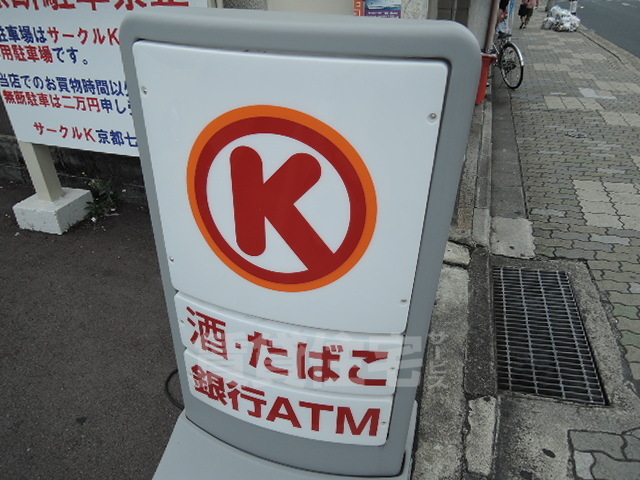 駐車場はサークルK
用駐車場です。
当店でのお買物時間以
無断駐車は二万円申し
サークルK京都七
K
酒・たばこ
銀行ATM